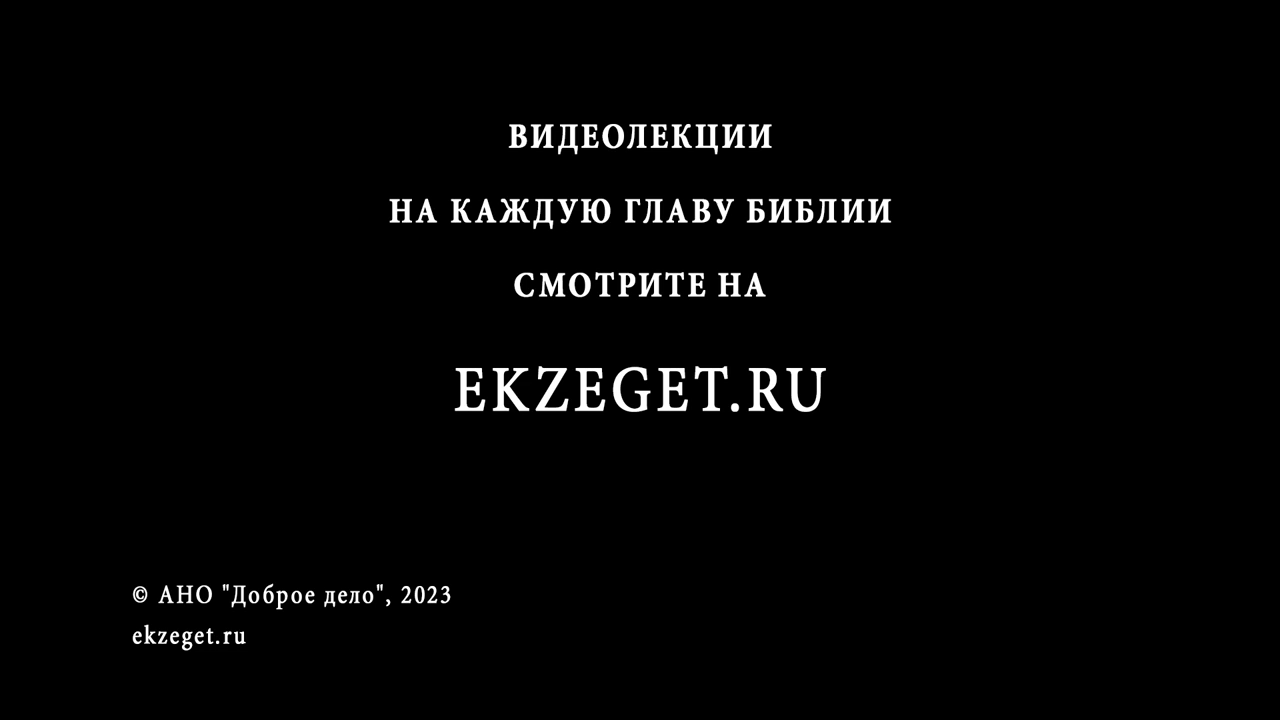 ВИДЕОЛЕКЦИИ
НА КАЖДУЮ ГЛАВУ БИБЛИИ
СМОТРИТЕ НА
EKZEGET.RU
© АНО "Доброе дело", 2023
ekzeget.ru